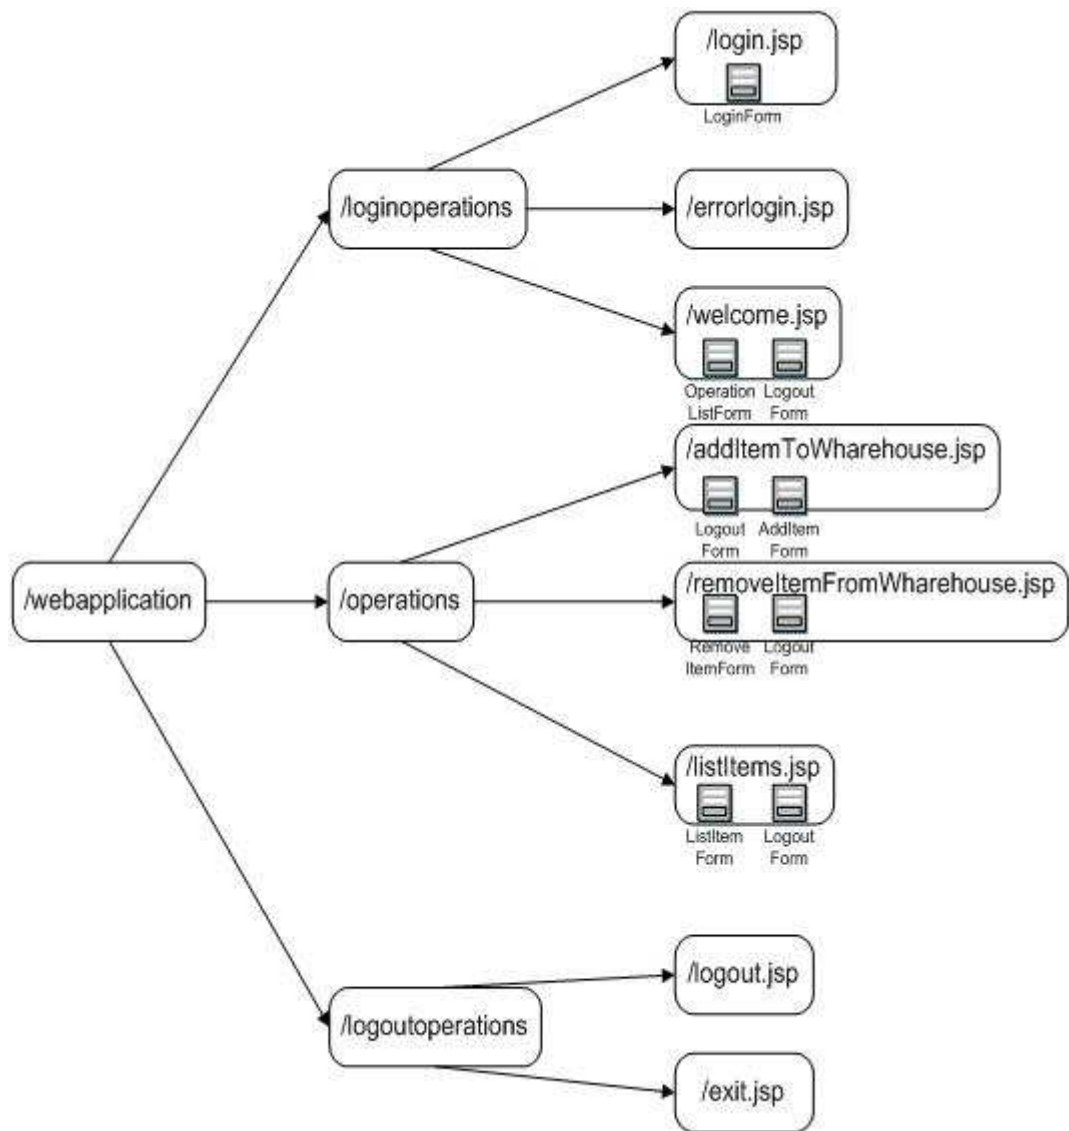 /login.jsp
LoginForm
/loginoperations
/errorlogin.jsp
/welcome.jsp
Operation Logout
ListForm Form
/addItemToWharehouse.jsp
Logout AddItem
Form Form
/webapplication
/operations
/removeItemFromWharehouse.jsp
Remove Logout
ItemForm Form
/listItems.jsp
ListItem Logout
Form Form
/logout.jsp
/logoutoperations
/exit.jsp